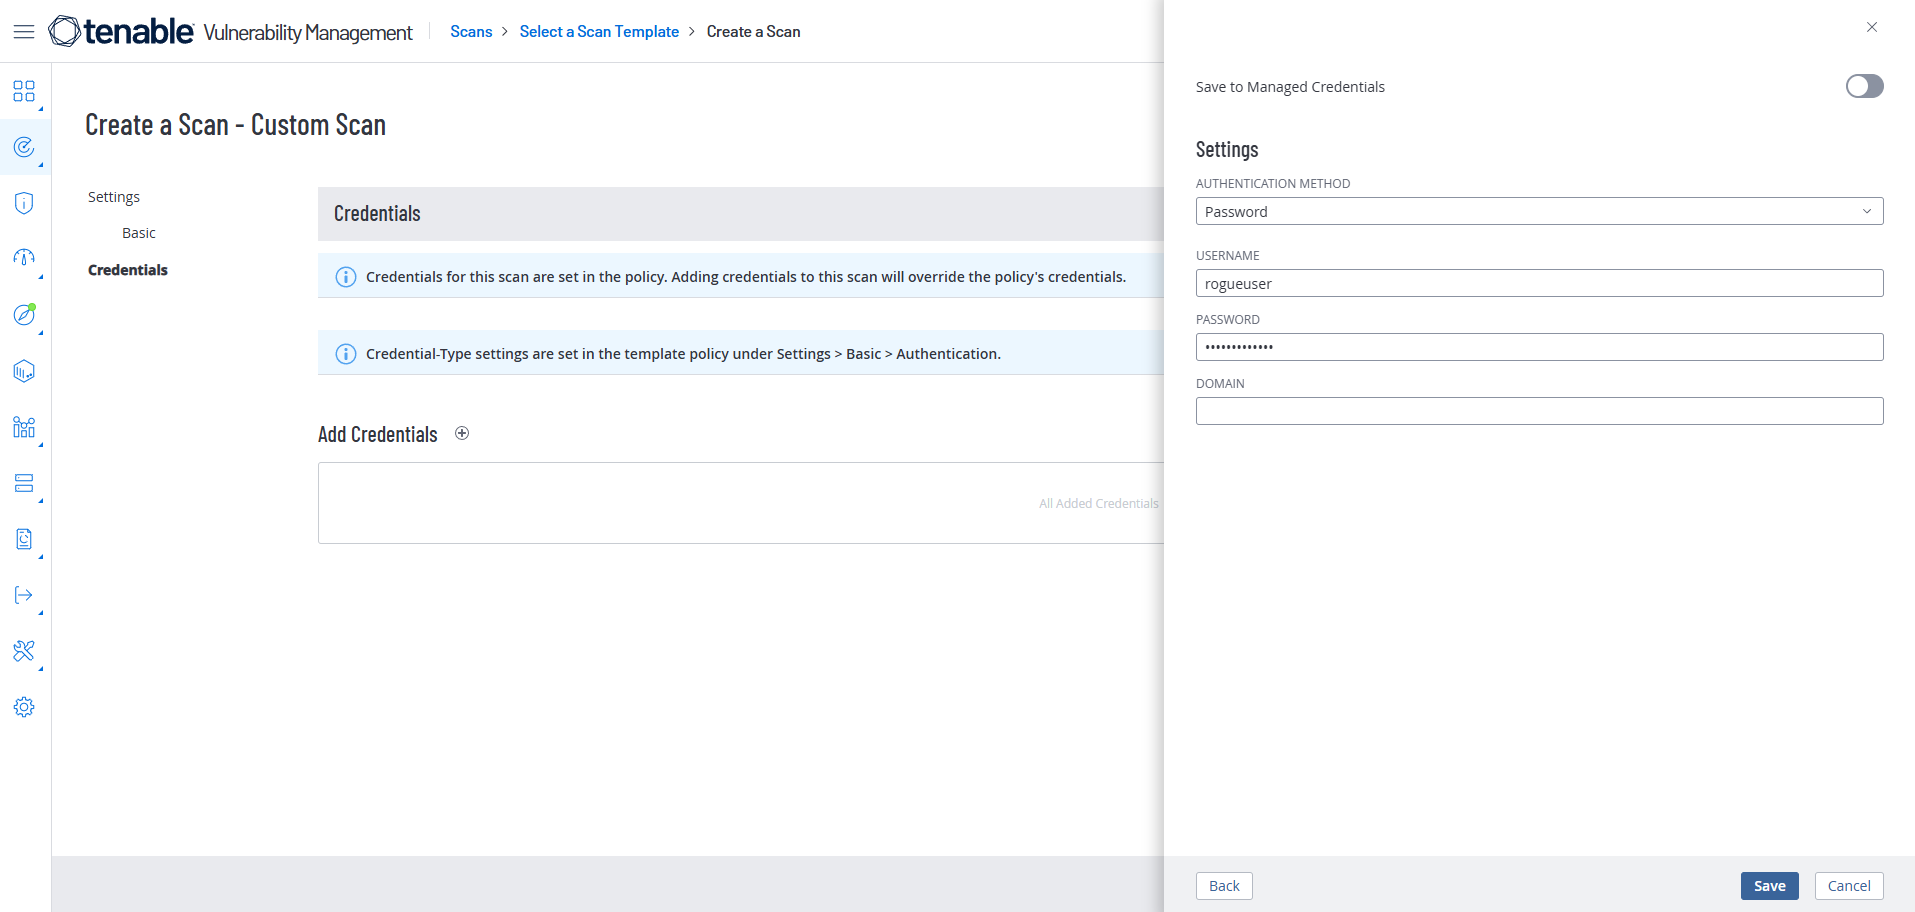 tenable Vulnerability Management
Scans > Select a Scan Template > Create a Scan
Create a Scan - Custom Scan
Settings
Basic
Credentials
Credentials
Credentials for this scan are set in the policy. Adding credentials to this scan will override the policy's credentials.
Credential-Type settings are set in the template policy under Settings > Basic > Authentication.
Add Credentials
All Added Credentials
Save to Managed Credentials
Settings
AUTHENTICATION METHOD
Password
USERNAME
rogueuser
PASSWORD
•••••••••••••
DOMAIN
Back
Save
Cancel